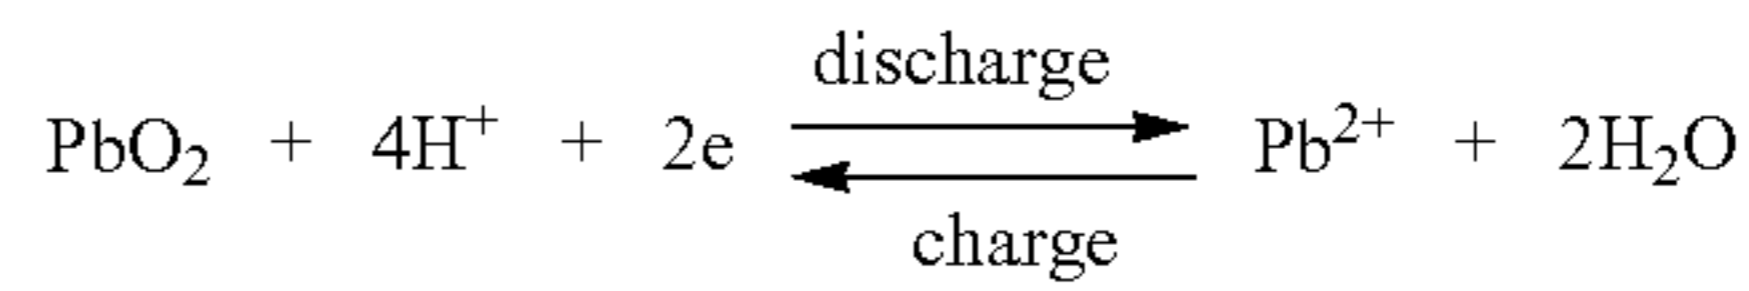 discharge
PbO₂ + 4H⁺ + 2e ⇌ Pb²⁺ + 2H₂O
charge